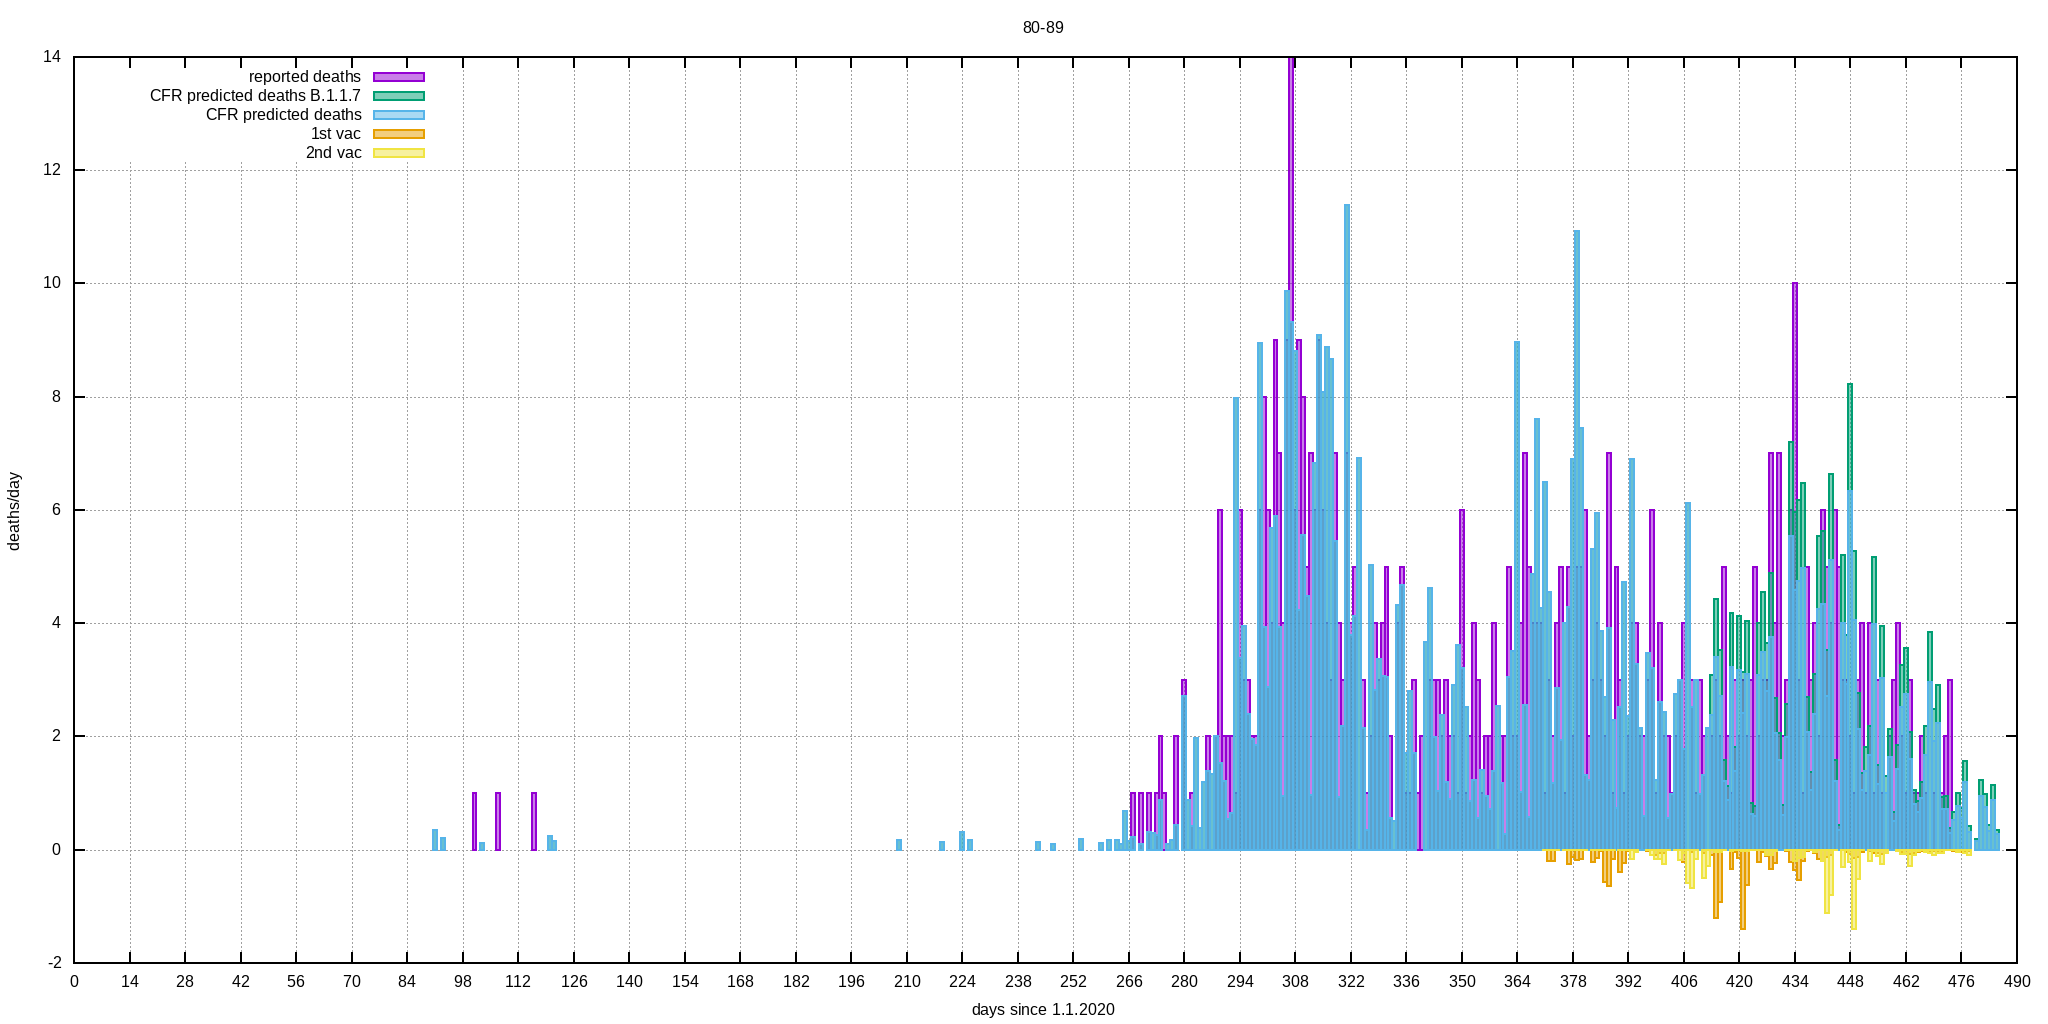 80-89
14
12
10
8
6
4
2
0
-2
deaths/day
reported deaths
CFR predicted deaths B.1.1.7
CFR predicted deaths
1st vac
2nd vac
0 14 28 42 56 70 84 98 112 126 140 154 168 182 196 210 224 238 252 266 280 294 308 322 336 350 364 378 392 406 420 434 448 462 476 490
days since 1.1.2020